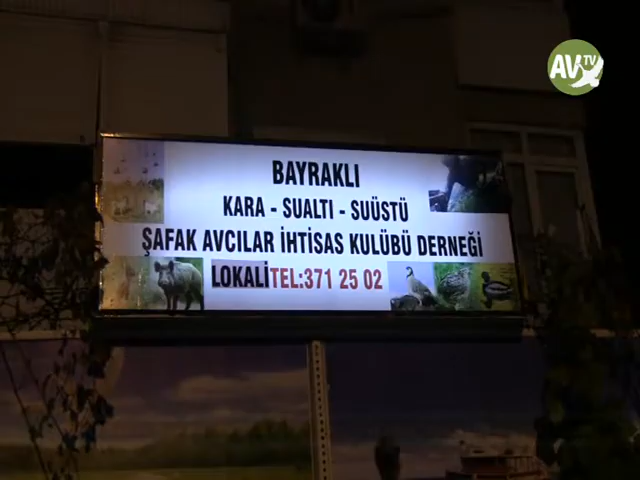 AV TV
BAYRAKLI
KARA - SUALTI - SUÜSTÜ
ŞAFAK AVCILAR İHTİSAS KULÜBÜ DERNEĞİ
LOKALİ TEL:371 25 02